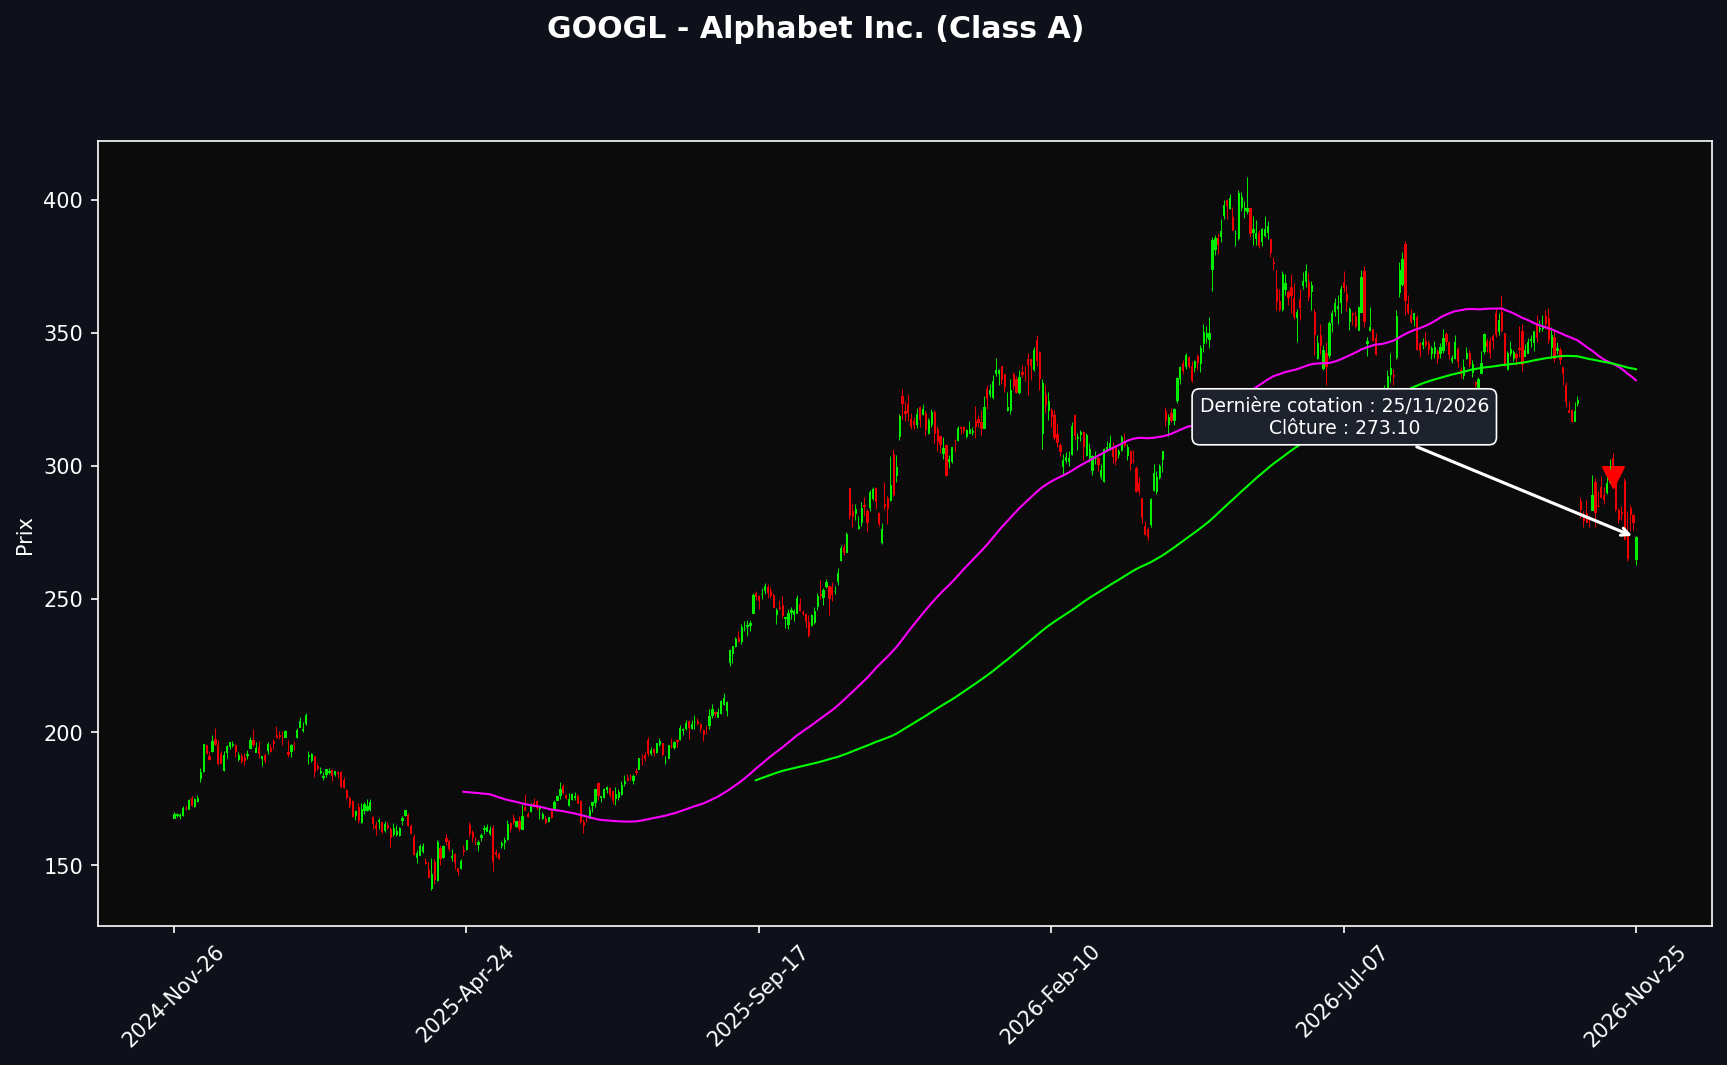 GOOGL - Alphabet Inc. (Class A)
400
350
300
250
200
150
Prix
Dernière cotation : 25/11/2026
Clôture : 273.10
2024-Nov-26
2025-Apr-24
2025-Sep-17
2026-Feb-10
2026-Jul-07
2026-Nov-25